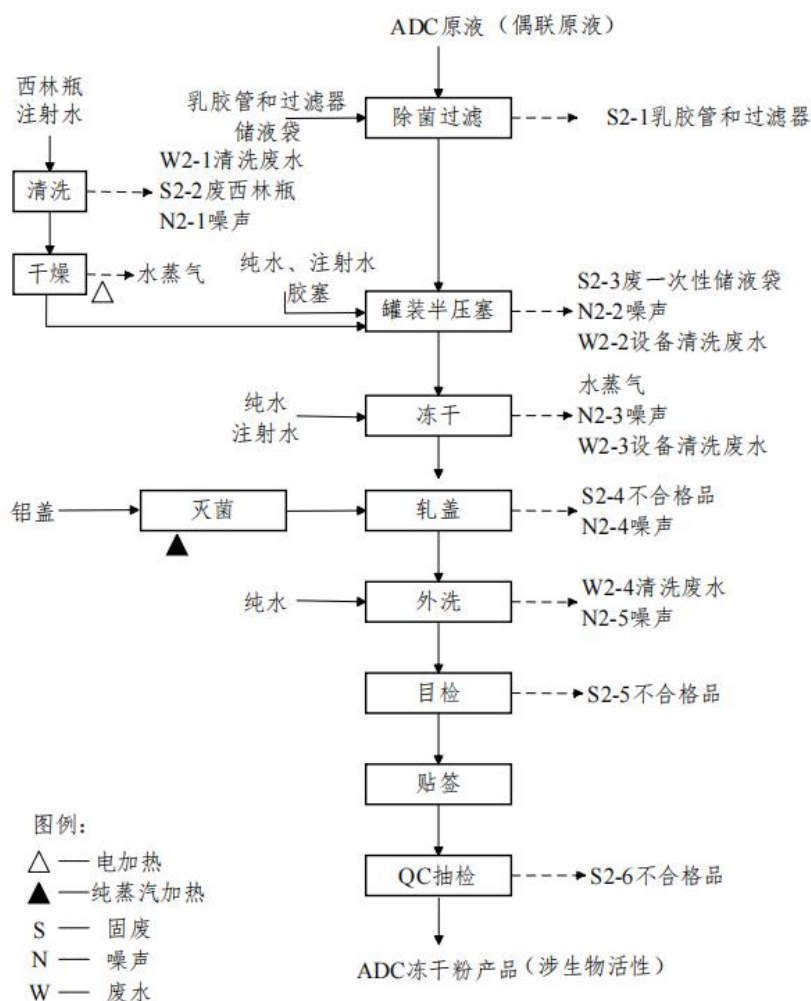 ADC原液（偶联原液）
西林瓶
注射水
乳胶管和过滤器
储液袋
除菌过滤
S2-1乳胶管和过滤器
清洗
W2-1清洗废水
S2-2废西林瓶
N2-1噪声
干燥
水蒸气
纯水、注射水
胶塞
罐装半压塞
S2-3废一次性储液袋
N2-2噪声
W2-2设备清洗废水
纯水
注射水
冻干
水蒸气
N2-3噪声
W2-3设备清洗废水
铝盖
灭菌
轧盖
S2-4不合格品
N2-4噪声
纯水
外洗
W2-4清洗废水
N2-5噪声
目检
S2-5不合格品
贴签
QC抽检
S2-6不合格品
ADC冻干粉产品（涉生物活性）
图例：
△ — 电加热
▲ — 纯蒸汽加热
S — 固废
N — 噪声
W — 废水